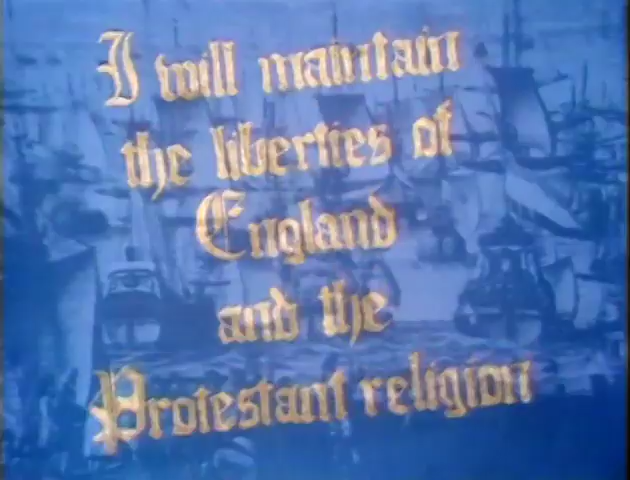 I will maintain
the liberties of
England
and the
Protestant religion